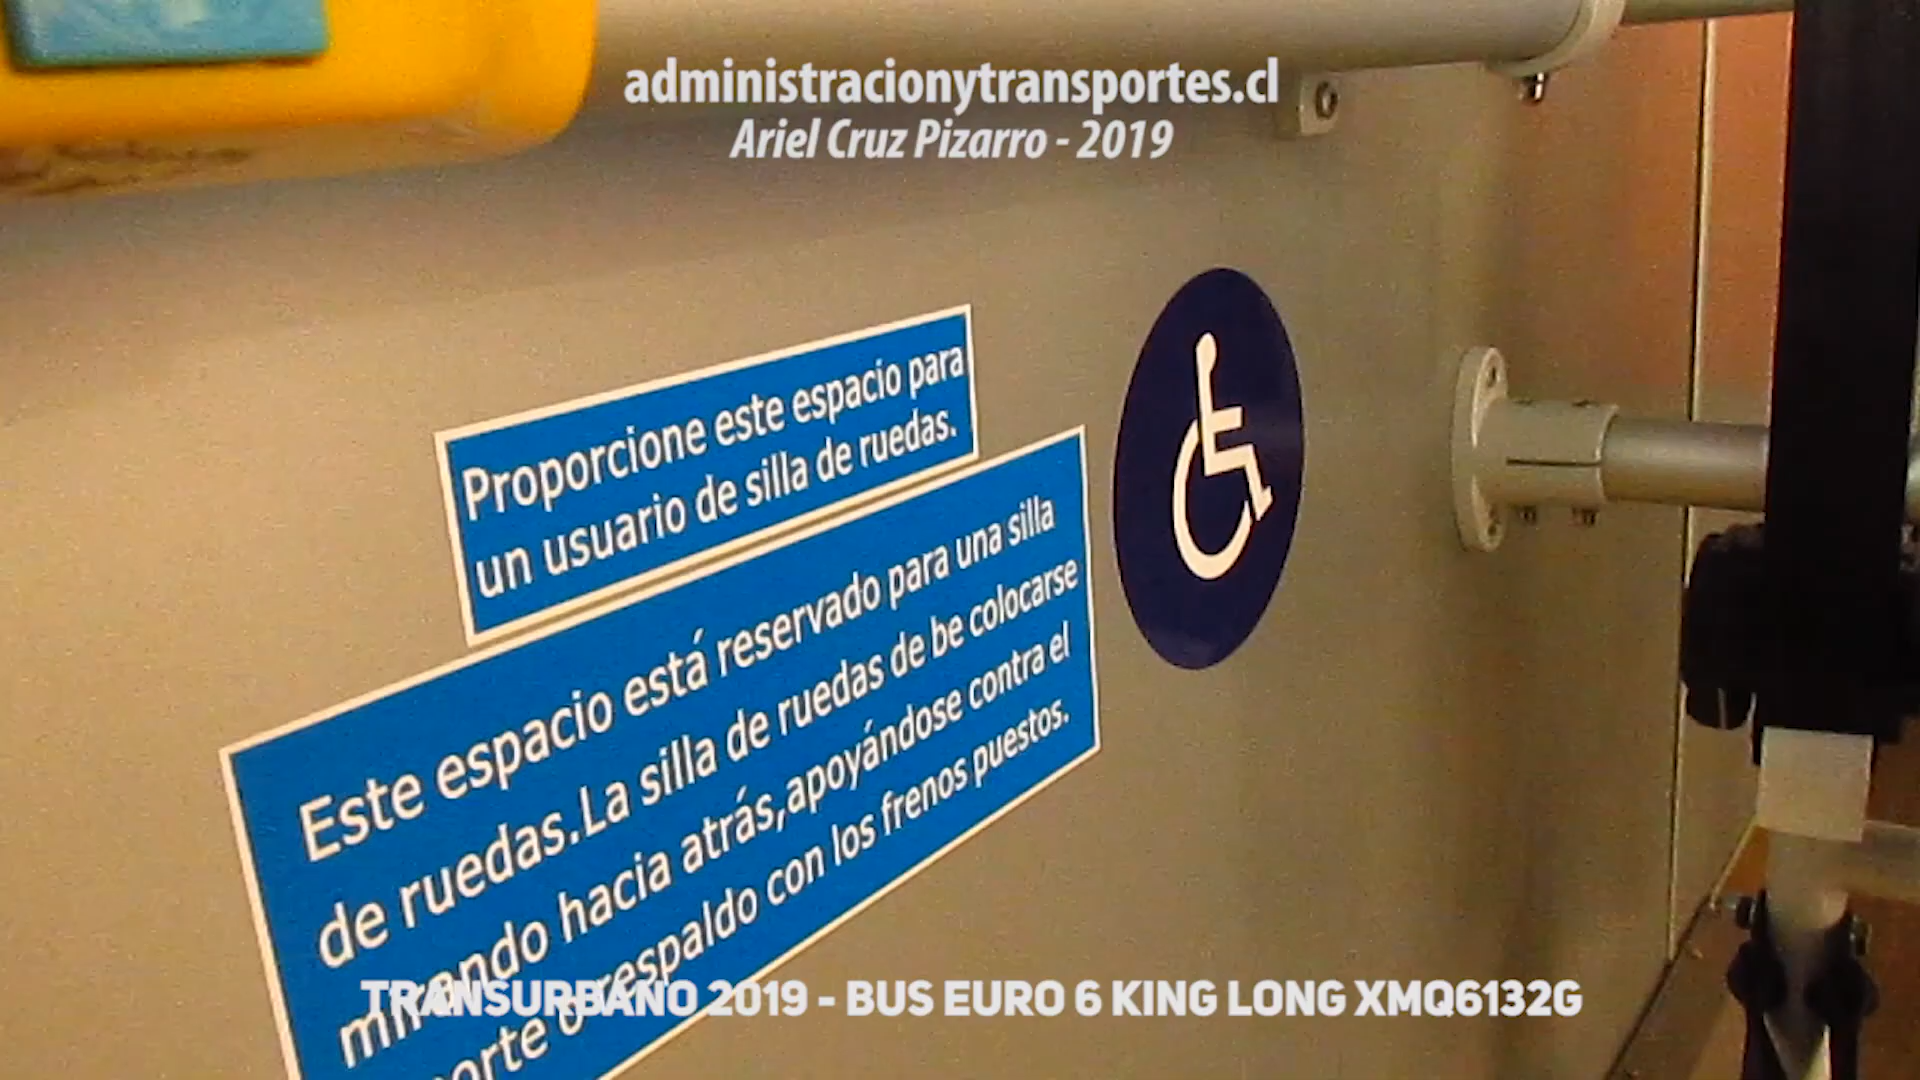 administracionytransportes.cl
Ariel Cruz Pizarro - 2019
Proporcione este espacio para
un usuario de silla de ruedas.
Este espacio está reservado para una silla
de ruedas.La silla de ruedas de be colocarse
mirando hacia atrás,apoyándose contra el
respaldo con los frenos puestos.
TRANSURBANO 2019 - BUS EURO 6 KING LONG XMQ6132G